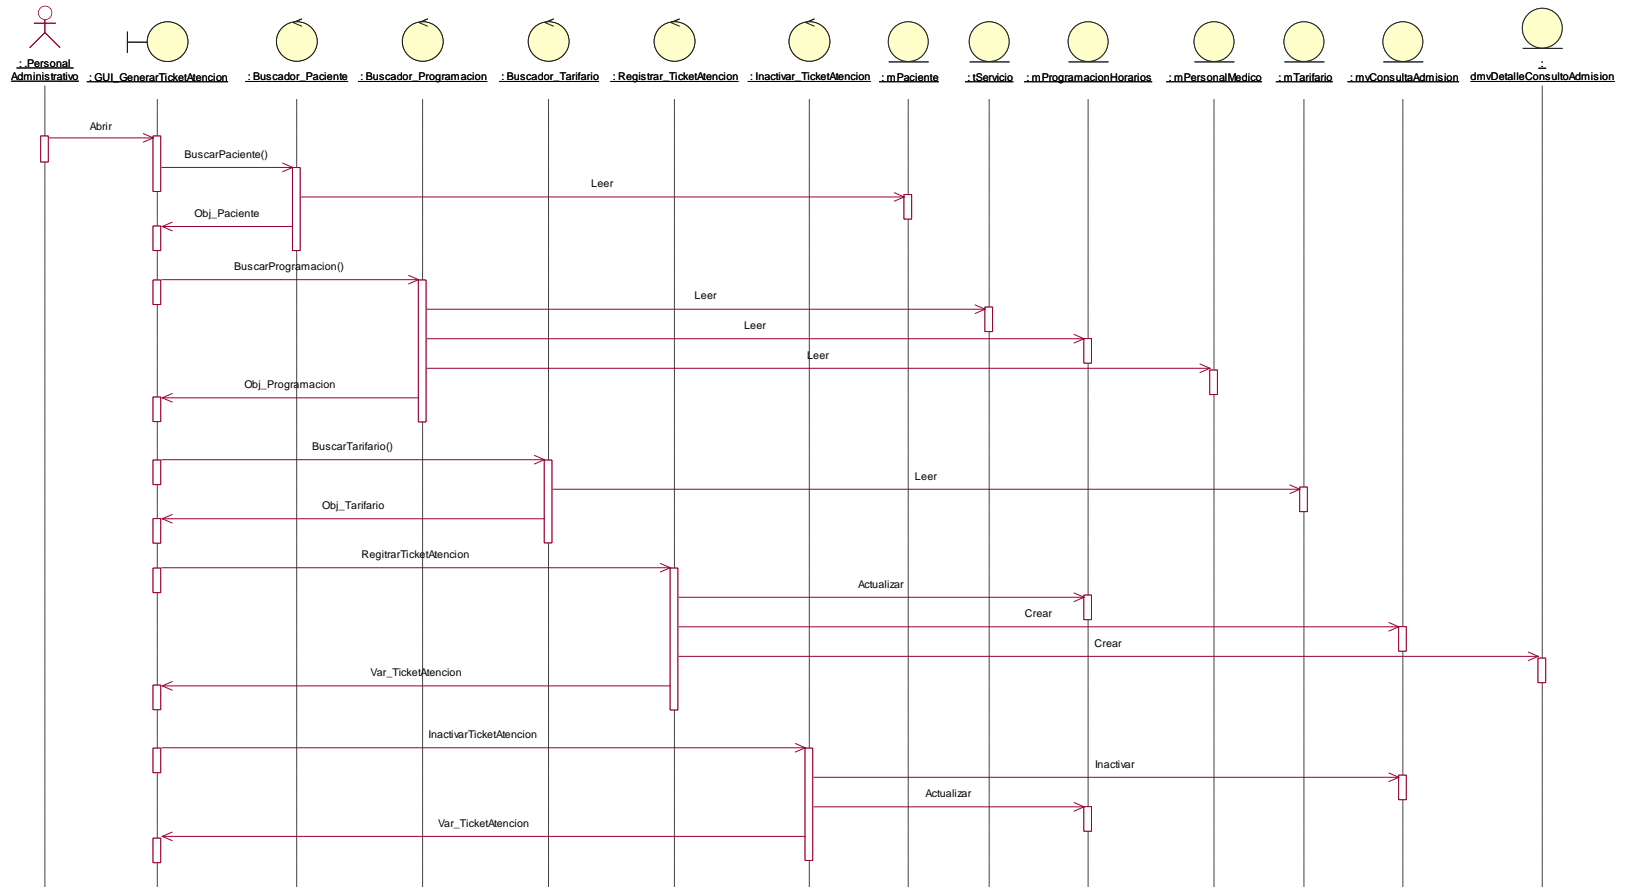 : .Personal
Administrativo
: GUI_GenerarTicketAtencion
: Buscador_Paciente
: Buscador_Programacion
: Buscador_Tarifario
: Registrar_TicketAtencion
: Inactivar_TicketAtencion
: mPaciente
: tServicio
: mProgramacionHorarios
: mPersonalMedico
: mTarifario
: mvConsultaAdmision
:
dmvDetalleConsultoAdmision
Abrir
BuscarPaciente()
Leer
Obj_Paciente
BuscarProgramacion()
Leer
Leer
Leer
Obj_Programacion
BuscarTarifario()
Leer
Obj_Tarifario
RegitrarTicketAtencion
Actualizar
Crear
Crear
Var_TicketAtencion
InactivarTicketAtencion
Inactivar
Actualizar
Var_TicketAtencion